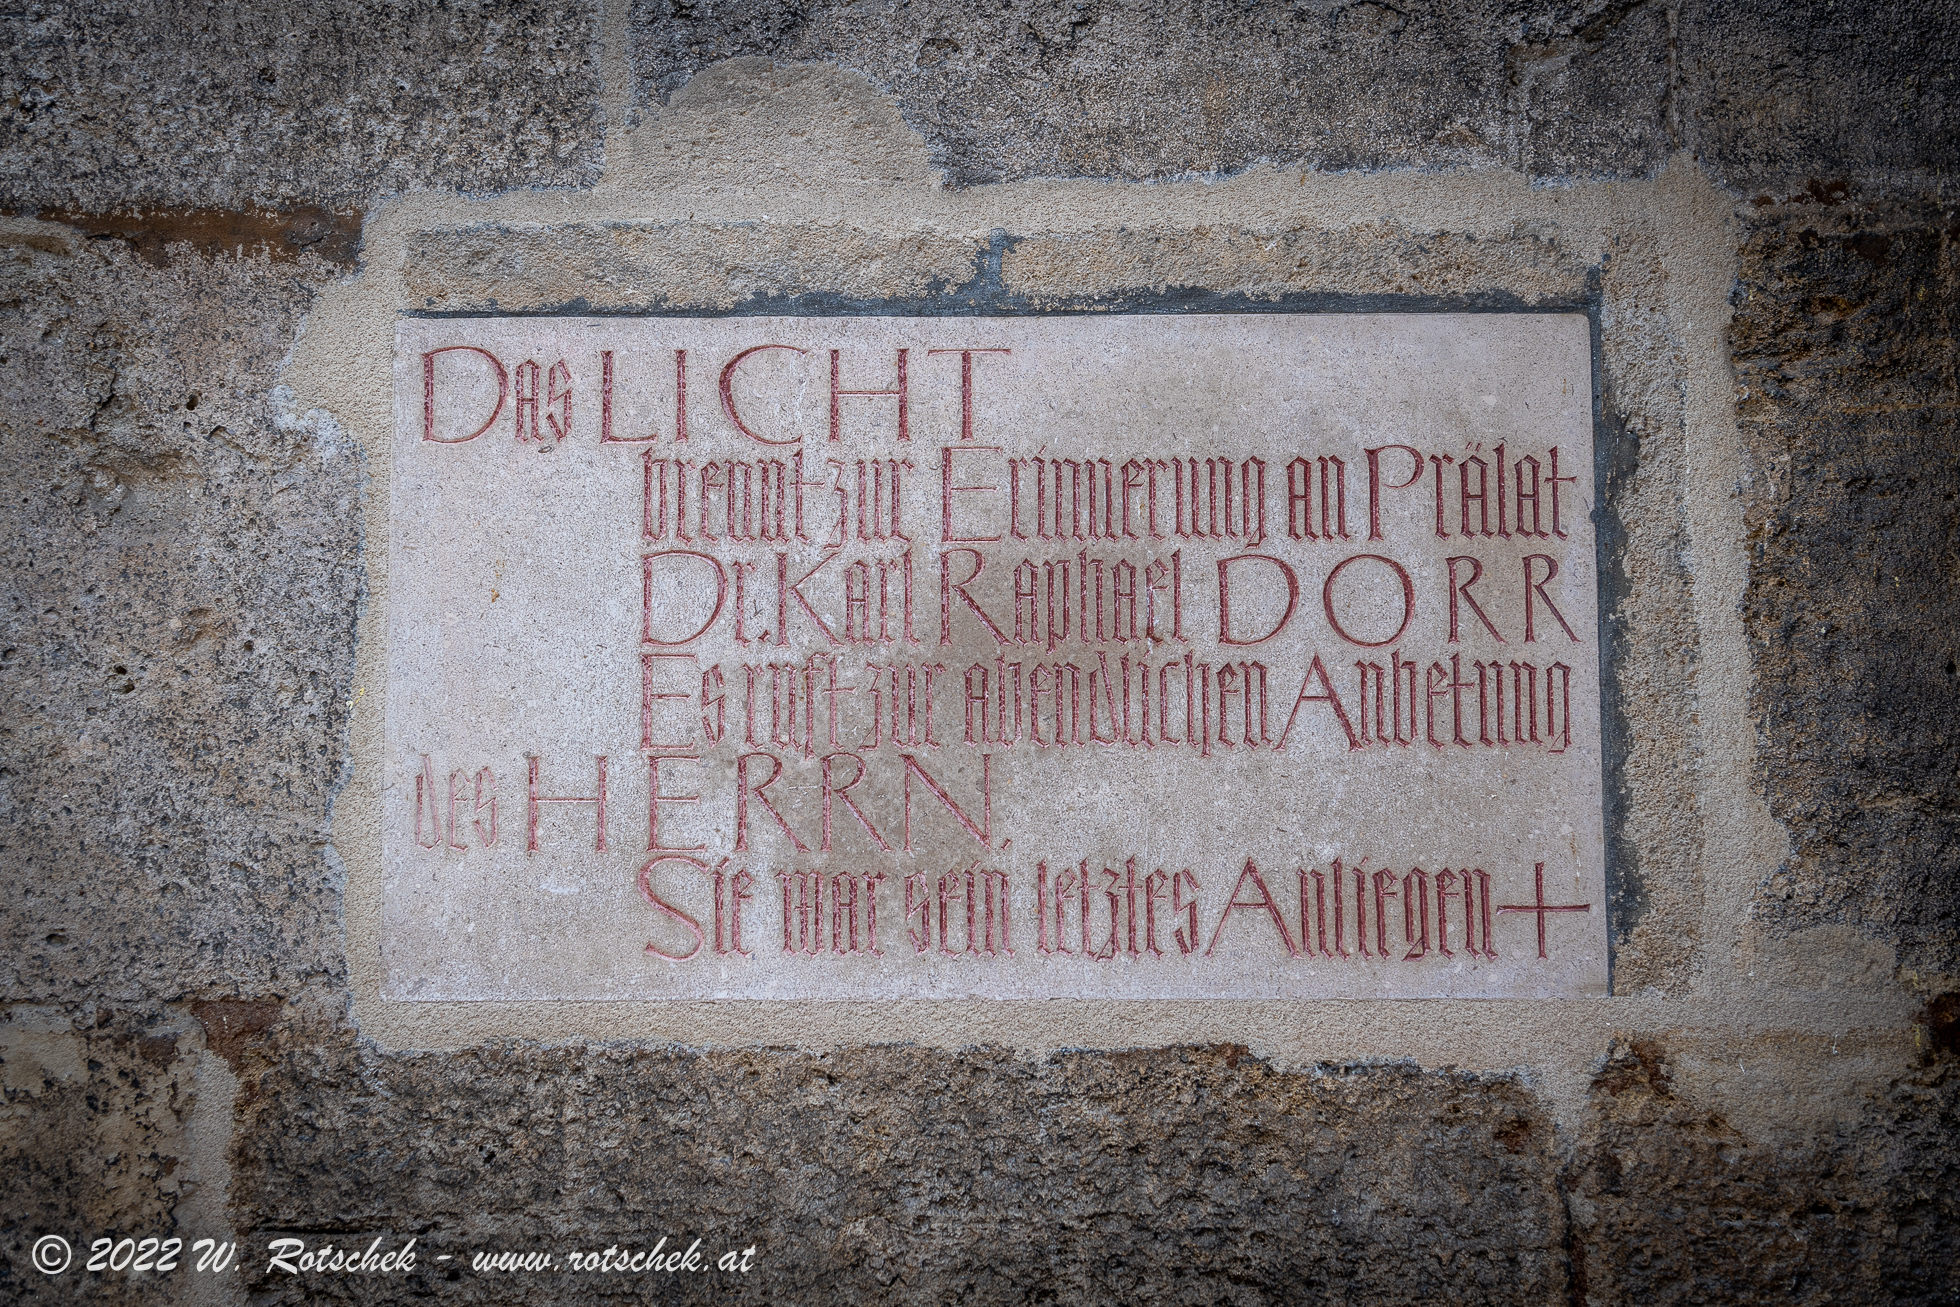 Das LICHT
brennt zur Erinnerung an Prälat
Dr. Karl Raphael DORR
Es ruft zur abendlichen Anbetung
des HERRN.
Sie war sein letztes Anliegen +
© 2022 W. Rotschek - www.rotschek.at